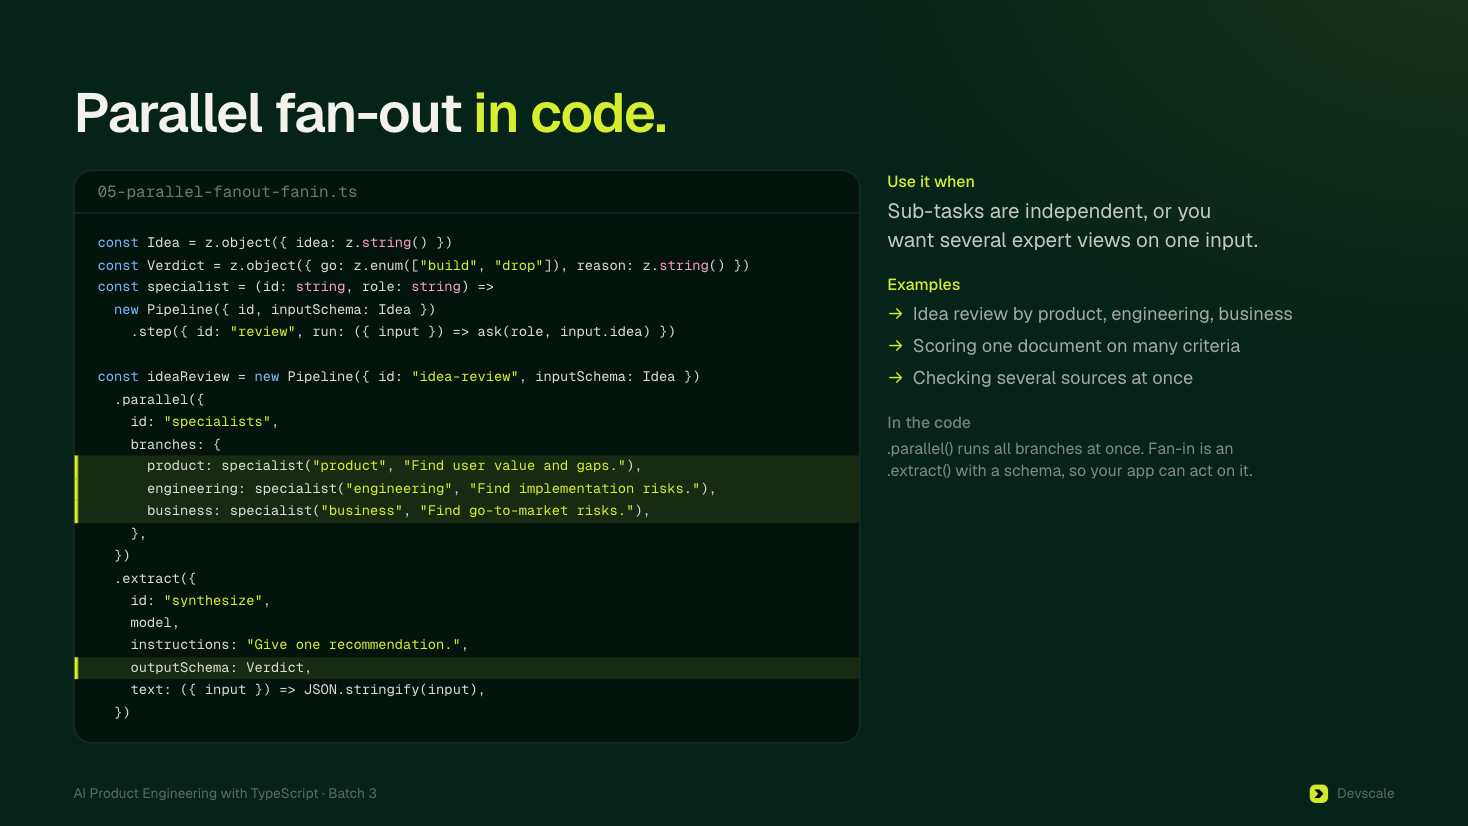 Parallel fan-out in code.
05-parallel-fanout-fanin.ts
const Idea = z.object({ idea: z.string() })
const Verdict = z.object({ go: z.enum(["build", "drop"]), reason: z.string() })
const specialist = (id: string, role: string) =>
  new Pipeline({ id, inputSchema: Idea })
    .step({ id: "review", run: ({ input }) => ask(role, input.idea) })
const ideaReview = new Pipeline({ id: "idea-review", inputSchema: Idea })
  .parallel({
    id: "specialists",
    branches: {
      product: specialist("product", "Find user value and gaps."),
      engineering: specialist("engineering", "Find implementation risks."),
      business: specialist("business", "Find go-to-market risks."),
    },
  })
  .extract({
    id: "synthesize",
    model,
    instructions: "Give one recommendation.",
    outputSchema: Verdict,
    text: ({ input }) => JSON.stringify(input),
  })
Use it when
Sub-tasks are independent, or you
want several expert views on one input.
Examples
→ Idea review by product, engineering, business
→ Scoring one document on many criteria
→ Checking several sources at once
In the code
.parallel() runs all branches at once. Fan-in is an
.extract() with a schema, so your app can act on it.
AI Product Engineering with TypeScript · Batch 3
Devscale